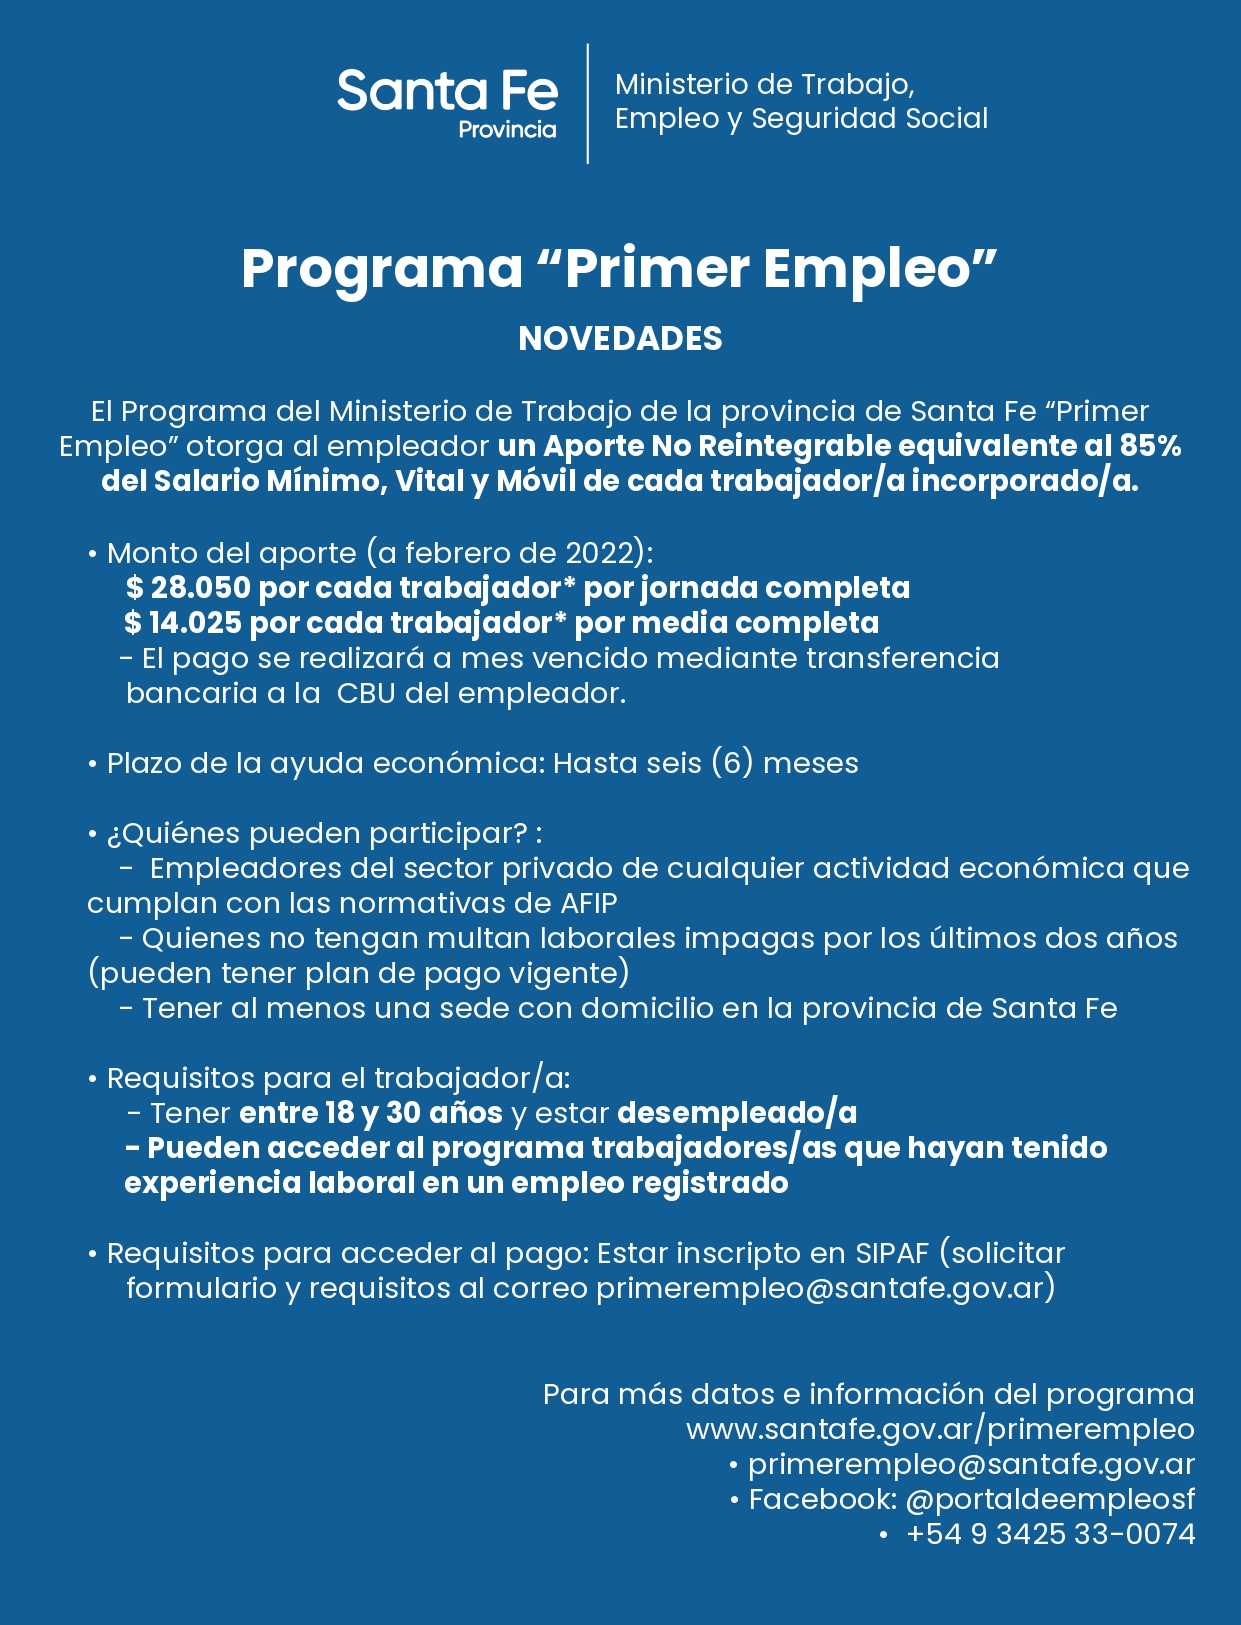 Santa Fe
Provincia
Ministerio de Trabajo,
Empleo y Seguridad Social
Programa “Primer Empleo”
NOVEDADES
El Programa del Ministerio de Trabajo de la provincia de Santa Fe “Primer
Empleo” otorga al empleador un Aporte No Reintegrable equivalente al 85%
del Salario Mínimo, Vital y Móvil de cada trabajador/a incorporado/a.
• Monto del aporte (a febrero de 2022):
$ 28.050 por cada trabajador* por jornada completa
$ 14.025 por cada trabajador* por media completa
- El pago se realizará a mes vencido mediante transferencia
bancaria a la CBU del empleador.
• Plazo de la ayuda económica: Hasta seis (6) meses
• ¿Quiénes pueden participar? :
- Empleadores del sector privado de cualquier actividad económica que
cumplan con las normativas de AFIP
- Quienes no tengan multan laborales impagas por los últimos dos años
(pueden tener plan de pago vigente)
- Tener al menos una sede con domicilio en la provincia de Santa Fe
• Requisitos para el trabajador/a:
- Tener entre 18 y 30 años y estar desempleado/a
- Pueden acceder al programa trabajadores/as que hayan tenido
experiencia laboral en un empleo registrado
• Requisitos para acceder al pago: Estar inscripto en SIPAF (solicitar
formulario y requisitos al correo primerempleo@santafe.gov.ar)
Para más datos e información del programa
www.santafe.gov.ar/primerempleo
• primerempleo@santafe.gov.ar
• Facebook: @portaldeempleosf
• +54 9 3425 33-0074